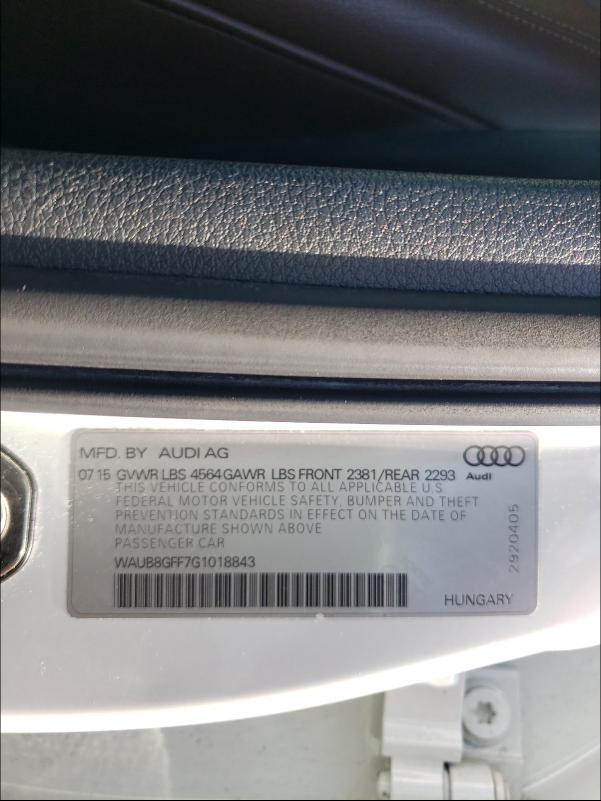 MFD. BY AUDI AG
07 15 GVWR LBS 4564 GAWR LBS FRONT 2381/REAR 2293
Audi
THIS VEHICLE CONFORMS TO ALL APPLICABLE U.S
FEDERAL MOTOR VEHICLE SAFETY, BUMPER AND THEFT
PREVENTION STANDARDS IN EFFECT ON THE DATE OF
MANUFACTURE SHOWN ABOVE
PASSENGER CAR
WAUB8GFF7G1018843
HUNGARY
2920405